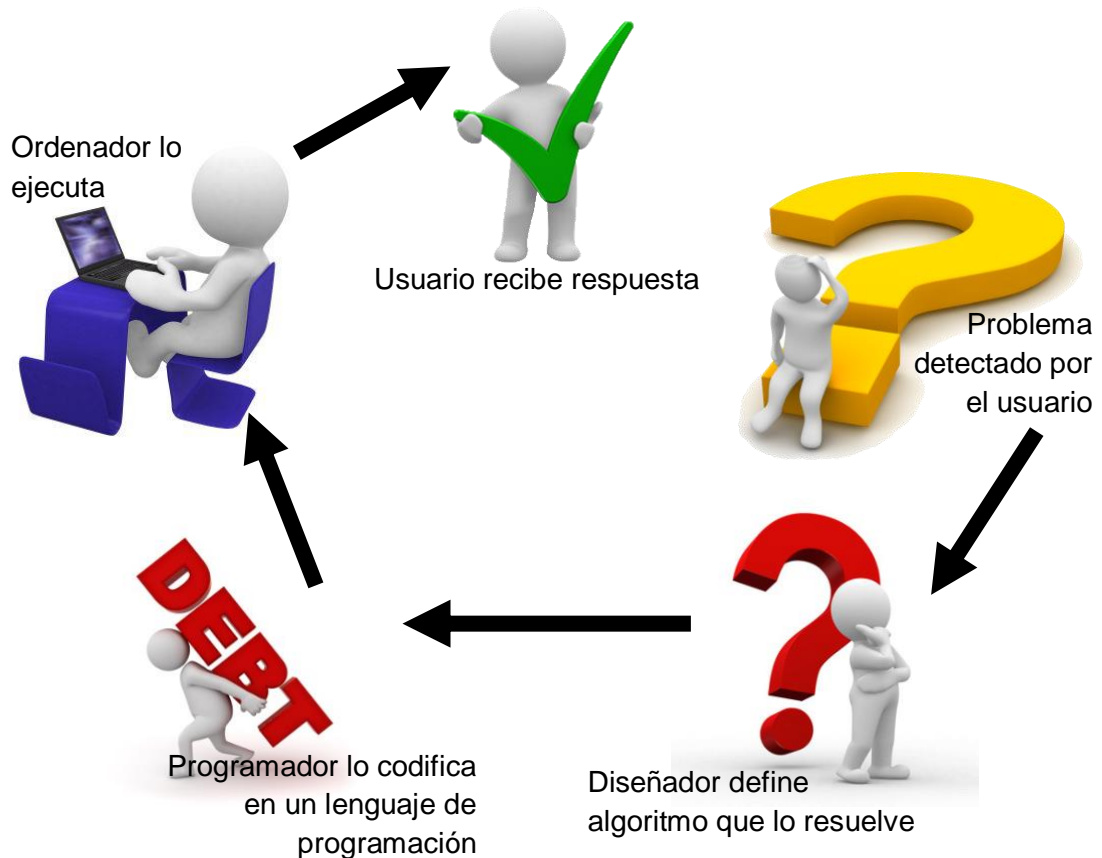 Ordenador lo
ejecuta
Usuario recibe respuesta
Problema
detectado por
el usuario
DEBT
Programador lo codifica
en un lenguaje de
programación
Diseñador define
algoritmo que lo resuelve